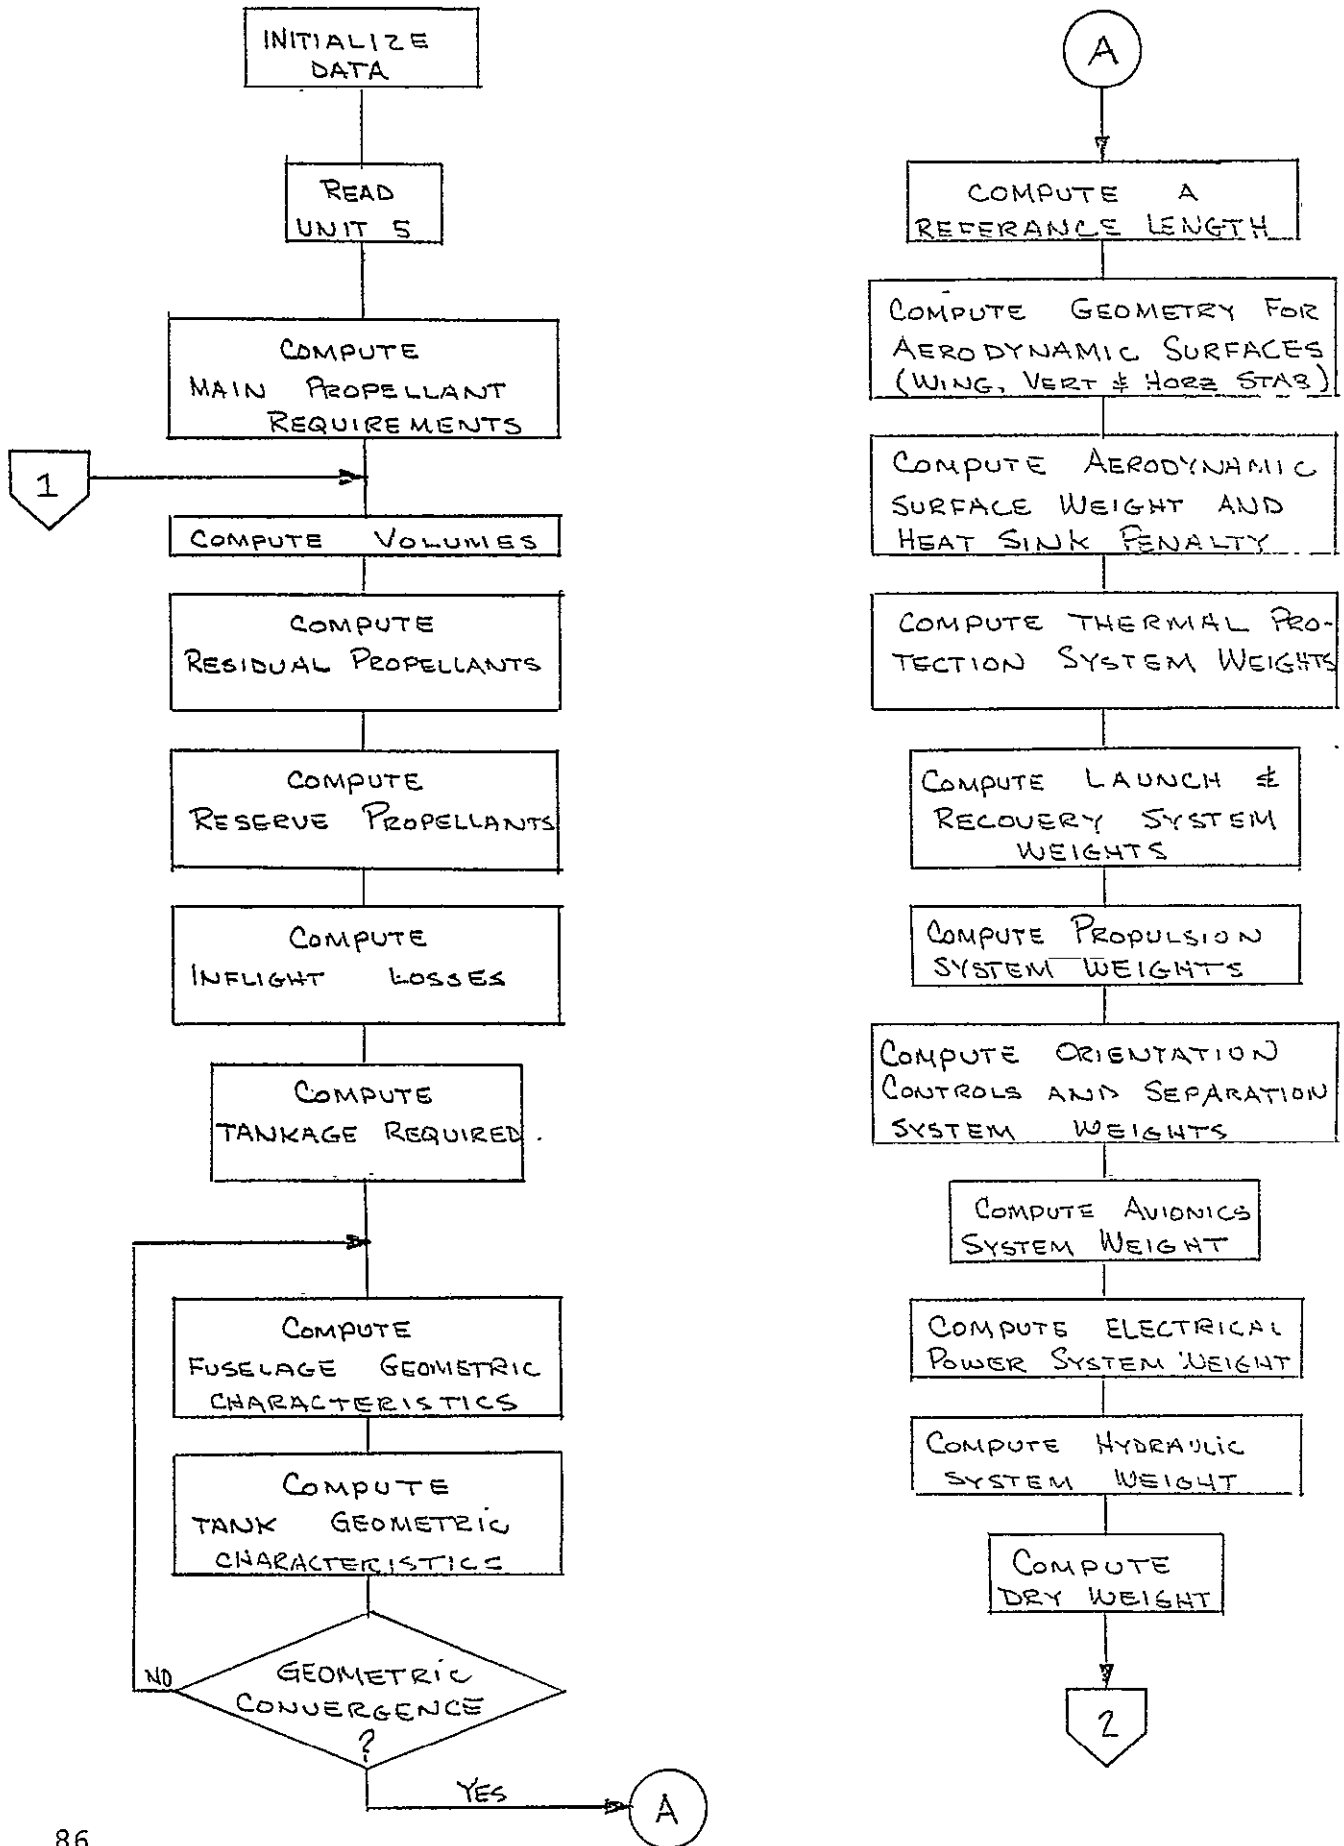 INITIALIZE
DATA
READ
UNIT 5
COMPUTE
MAIN PROPELLANT
REQUIREMENTS
1
COMPUTE VOLUMES
COMPUTE
RESIDUAL PROPELLANTS
COMPUTE
RESERVE PROPELLANTS
COMPUTE
INFLIGHT LOSSES
COMPUTE
TANKAGE REQUIRED.
COMPUTE
FUSELAGE GEOMETRIC
CHARACTERISTICS
COMPUTE
TANK GEOMETRIC
CHARACTERISTICS
NO
GEOMETRIC
CONVERGENCE
?
YES
A
A
COMPUTE A
REFERANCE LENGTH
COMPUTE GEOMETRY FOR
AERODYNAMIC SURFACES
(WING, VERT & HORZ STAB)
COMPUTE AERODYNAMIC
SURFACE WEIGHT AND
HEAT SINK PENALTY
COMPUTE THERMAL PRO-
TECTION SYSTEM WEIGHTS
COMPUTE LAUNCH &
RECOVERY SYSTEM
WEIGHTS
COMPUTE PROPULSION
SYSTEM WEIGHTS
COMPUTE ORIENTATION
CONTROLS AND SEPARATION
SYSTEM WEIGHTS
COMPUTE AVIONICS
SYSTEM WEIGHT
COMPUTE ELECTRICAL
POWER SYSTEM WEIGHT
COMPUTE HYDRAULIC
SYSTEM WEIGHT
COMPUTE
DRY WEIGHT
2
86